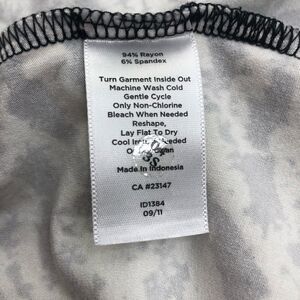 94% Rayon
6% Spandex
Turn Garment Inside Out
Machine Wash Cold
Gentle Cycle
Only Non-Chlorine
Bleach When Needed
Reshape,
Lay Flat To Dry
Cool Iron
Made in Indonesia
CA #23147
ID1384
09/11